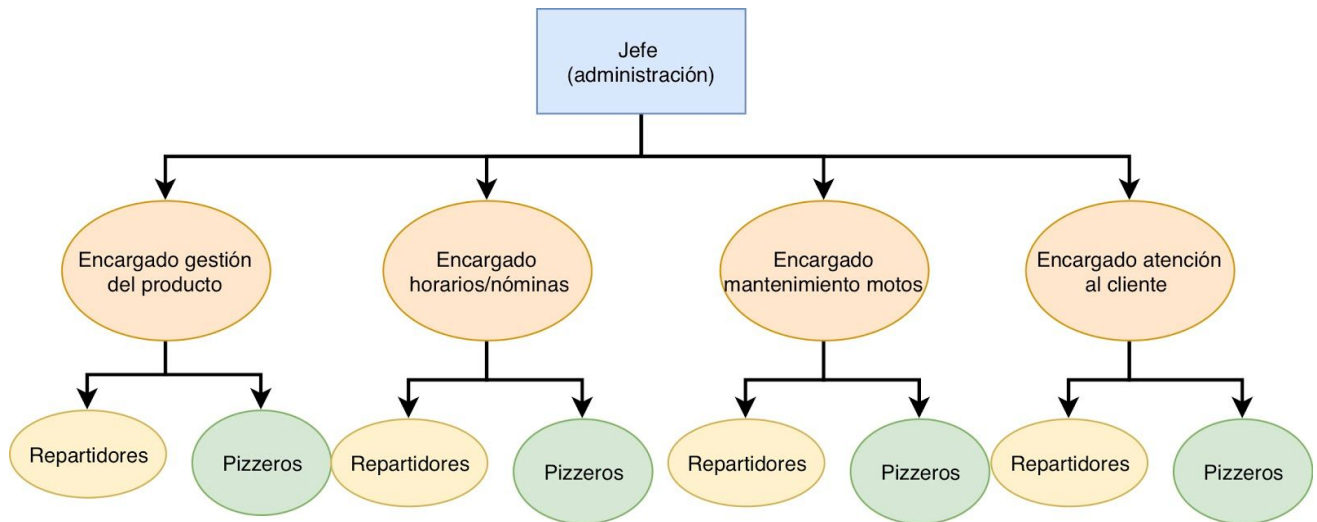 Jefe
(administración)
Encargado gestión
del producto
Encargado
horarios/nóminas
Encargado
mantenimiento motos
Encargado atención
al cliente
Repartidores
Pizzeros
Repartidores
Pizzeros
Repartidores
Pizzeros
Repartidores
Pizzeros